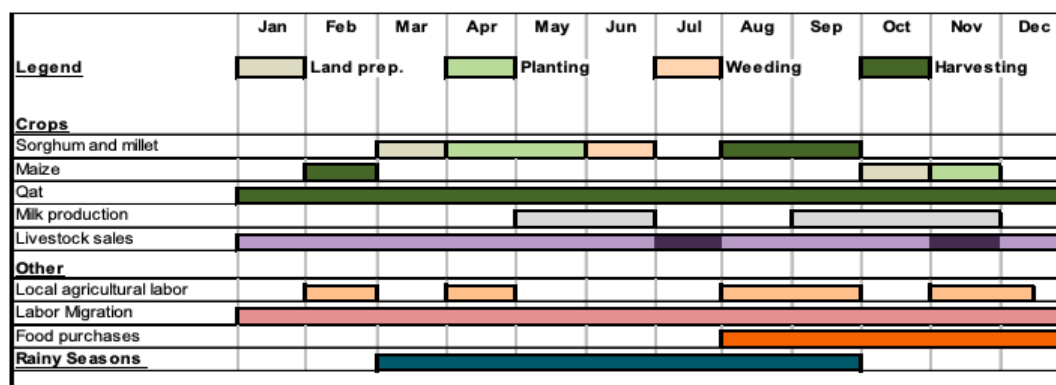 Jan Feb Mar Apr May Jun Jul Aug Sep Oct Nov Dec
Legend Land prep. Planting Weeding Harvesting
Crops
Sorghum and millet
Maize
Qat
Milk production
Livestock sales
Other
Local agricultural labor
Labor Migration
Food purchases
Rainy Seasons